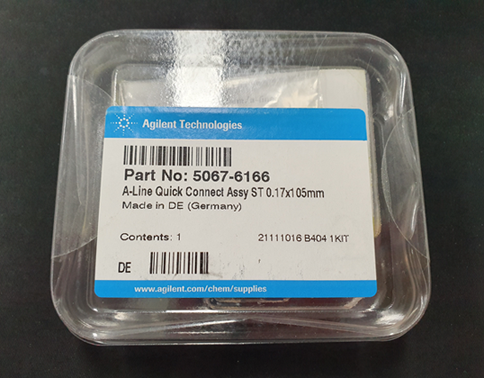 Agilent Technologies
Part No: 5067-6166
A-Line Quick Connect Assy ST 0.17x105mm
Made in DE (Germany)
Contents: 1 21111016 B404 1KIT
DE
www.agilent.com/chem/supplies